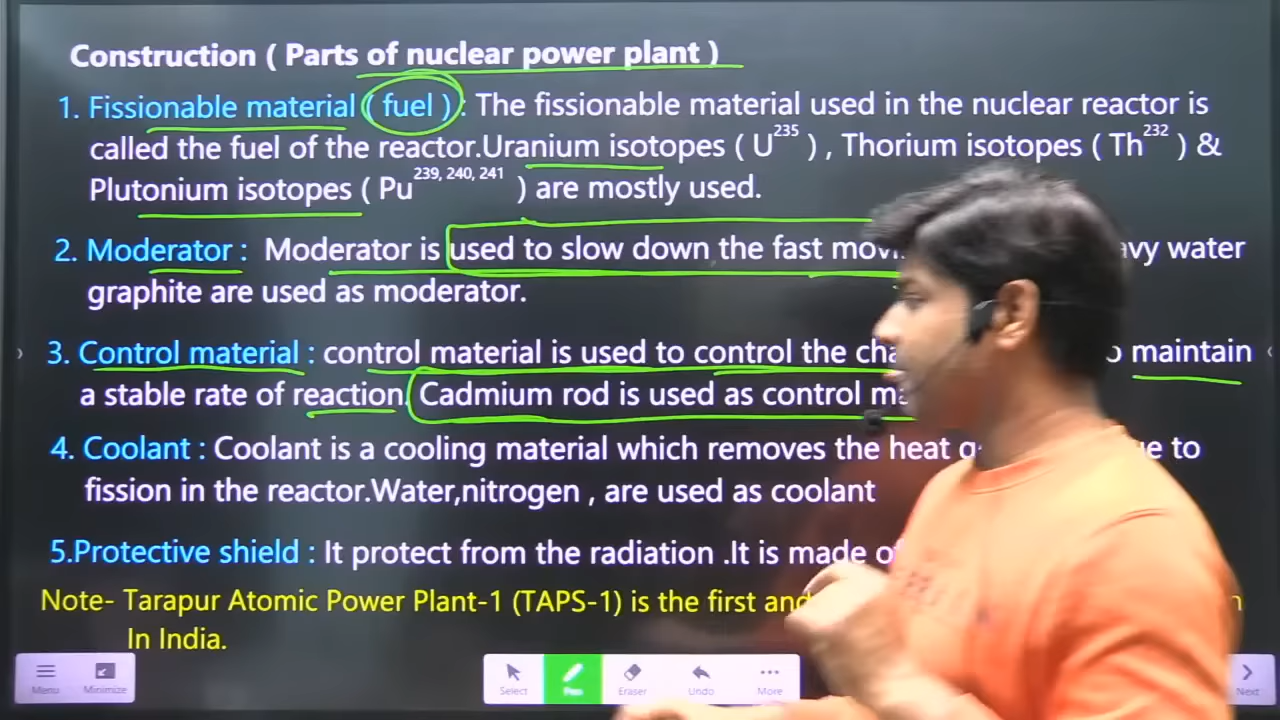 Construction ( Parts of nuclear power plant )
1. Fissionable material ( fuel ) : The fissionable material used in the nuclear reactor is
called the fuel of the reactor.Uranium isotopes ( U235 ) , Thorium isotopes ( Th232 ) &
Plutonium isotopes ( Pu239, 240, 241 ) are mostly used.
2. Moderator : Moderator is used to slow down the fast water
graphite are used as moderator.
3. Control material : control material is used to control the maintain
a stable rate of reaction. Cadmium rod is used as control
4. Coolant : Coolant is a cooling material which removes the heat to
fission in the reactor.Water,nitrogen , are used as coolant
5.Protective shield : It protect from the radiation .It is made
Note- Tarapur Atomic Power Plant-1 (TAPS-1) is the first
In India.
Menu Minimize Select Pen Eraser Undo More Next